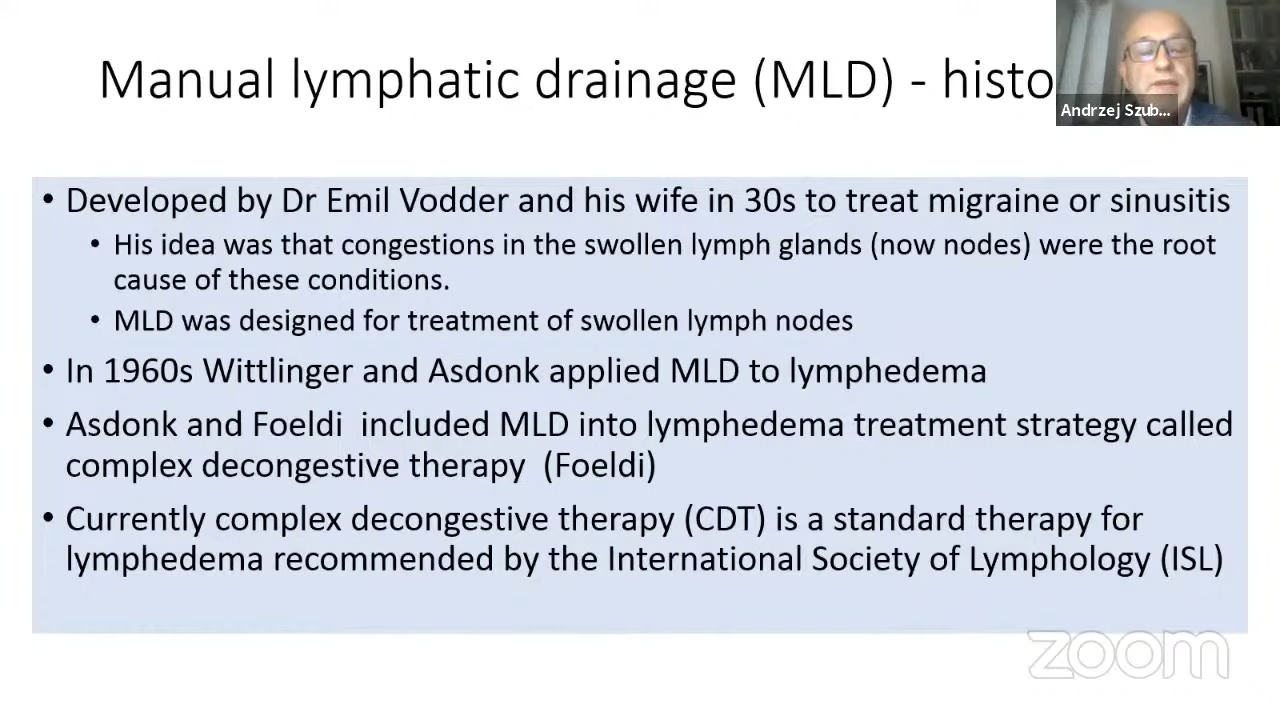 Manual lymphatic drainage (MLD) - histo
Andrzej Szub...
• Developed by Dr Emil Vodder and his wife in 30s to treat migraine or sinusitis
• His idea was that congestions in the swollen lymph glands (now nodes) were the root
cause of these conditions.
• MLD was designed for treatment of swollen lymph nodes
• In 1960s Wittlinger and Asdonk applied MLD to lymphedema
• Asdonk and Foeldi included MLD into lymphedema treatment strategy called
complex decongestive therapy (Foeldi)
• Currently complex decongestive therapy (CDT) is a standard therapy for
lymphedema recommended by the International Society of Lymphology (ISL)
zoom